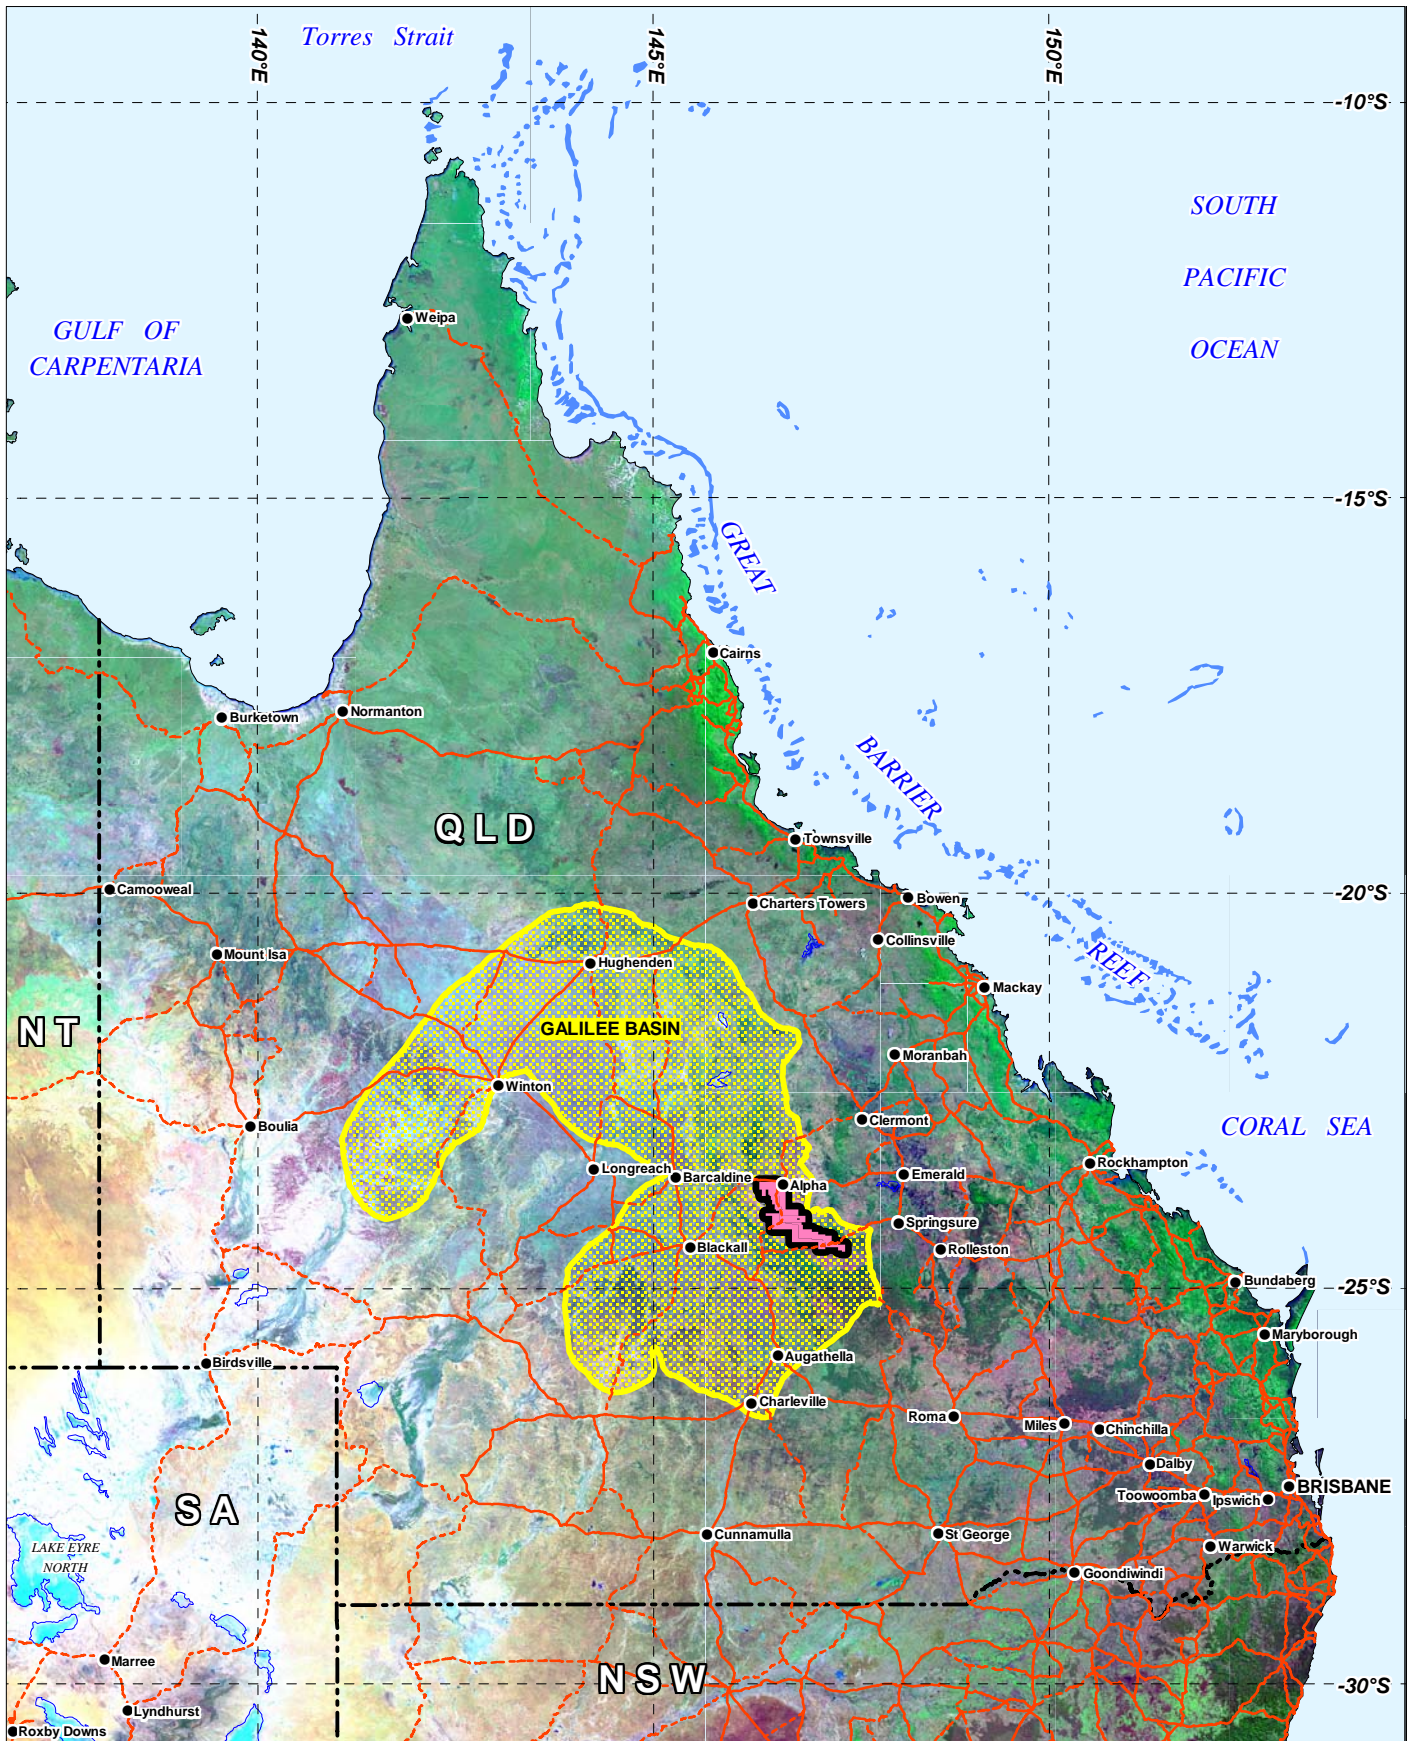 Torres Strait
140°E
145°E
150°E
-10°S
SOUTH
PACIFIC
OCEAN
Weipa
GULF OF
CARPENTARIA
-15°S
GREAT
Cairns
Burketown
Normanton
BARRIER
QLD
Townsville
Camooweal
-20°S
Charters Towers
Bowen
Collinsville
Mount Isa
Hughenden
REEF
Mackay
NT
GALILEE BASIN
Moranbah
Winton
Clermont
Boulia
CORAL SEA
Longreach
Barcaldine
Alpha
Emerald
Rockhampton
Springsure
Blackall
Rolleston
Bundaberg
-25°S
Maryborough
Birdsville
Augathella
Charleville
Roma
Miles
Chinchilla
Dalby
BRISBANE
Toowoomba
Ipswich
SA
Cunnamulla
St George
Warwick
LAKE EYRE
NORTH
Goondiwindi
Marree
NSW
-30°S
Lyndhurst
Roxby Downs